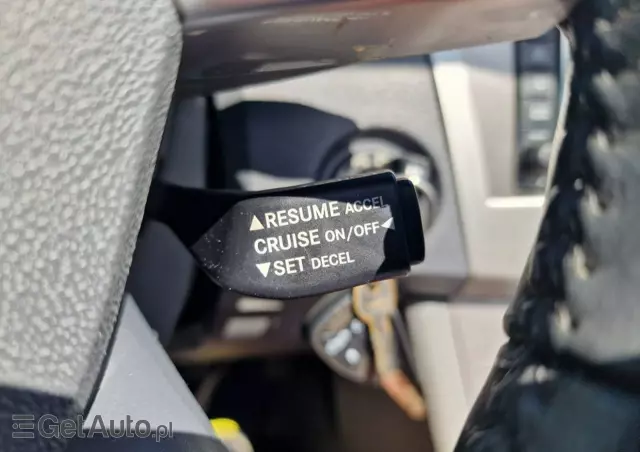 ▲RESUME ACCEL
CRUISE ON/OFF◄
▼SET DECEL
GetAuto.pl